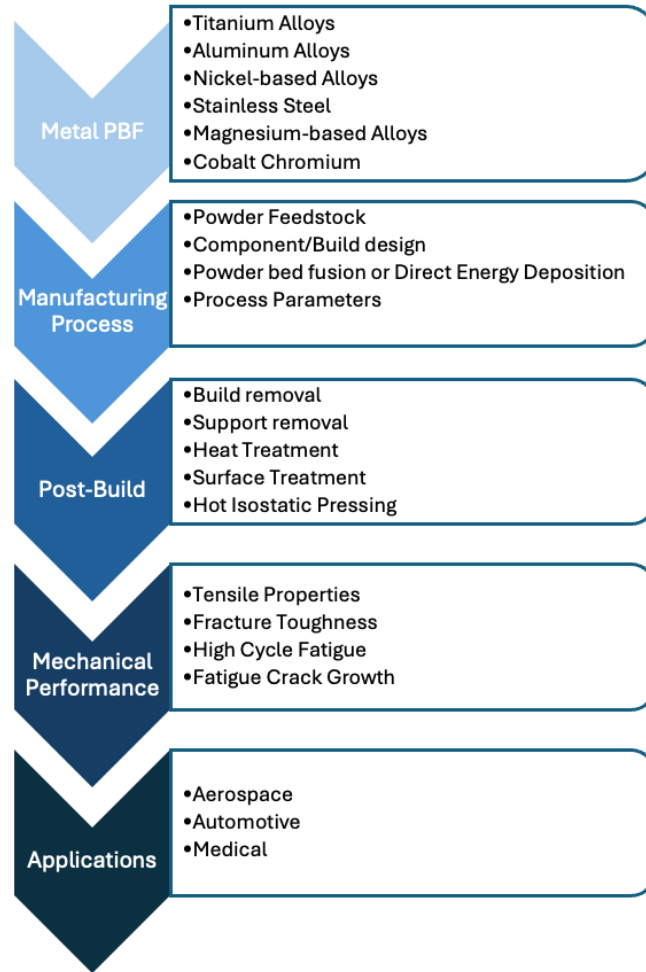 Metal PBF
•Titanium Alloys
•Aluminum Alloys
•Nickel-based Alloys
•Stainless Steel
•Magnesium-based Alloys
•Cobalt Chromium
Manufacturing
Process
•Powder Feedstock
•Component/Build design
•Powder bed fusion or Direct Energy Deposition
•Process Parameters
Post-Build
•Build removal
•Support removal
•Heat Treatment
•Surface Treatment
•Hot Isostatic Pressing
Mechanical
Performance
•Tensile Properties
•Fracture Toughness
•High Cycle Fatigue
•Fatigue Crack Growth
Applications
•Aerospace
•Automotive
•Medical